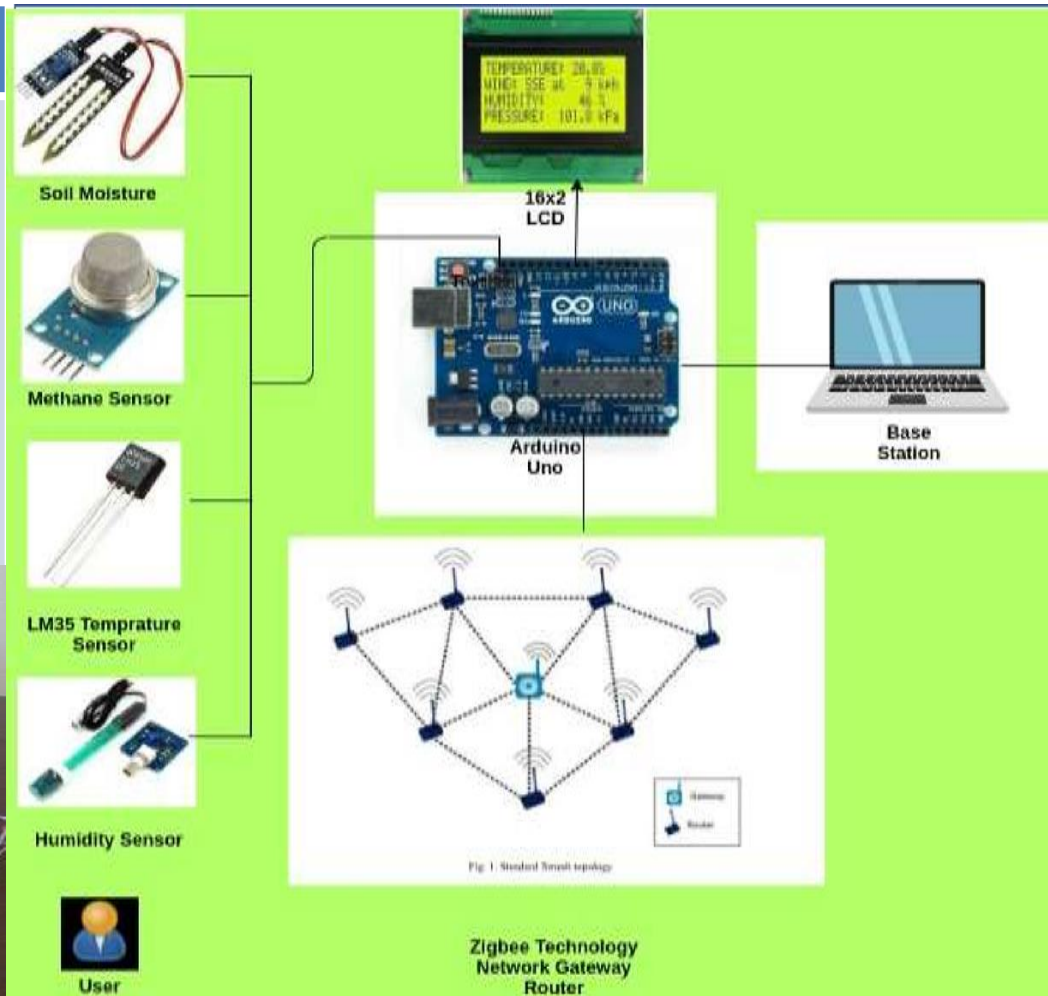 TEMPERATURE: 20.0%
WIND: SSE at 9 kph
HUMIDITY: 46 %
PRESSURE: 101.0 kPa
16x2
LCD
Soil Moisture
Methane Sensor
LM35 Temprature
Sensor
Humidity Sensor
User
UNO
ARDUINO
Arduino
Uno
Base
Station
Gateway
Router
Fig. 1. Standard topology
Zigbee Technology
Network Gateway
Router